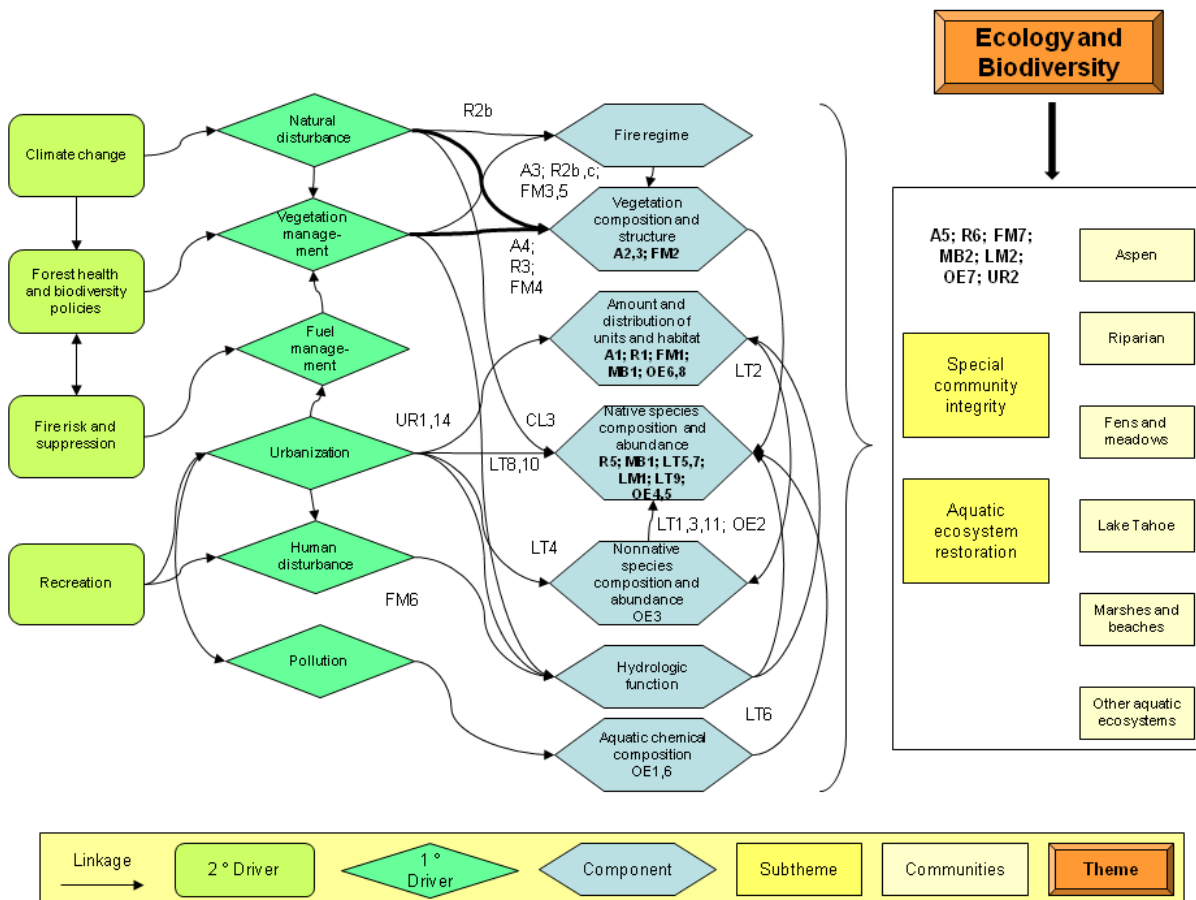 Ecology and
Biodiversity
Climate change
Forest health
and biodiversity
policies
Fire risk and
suppression
Recreation
Natural
disturbance
Vegetation
manage-
ment
Fuel
manage-
ment
Urbanization
Human
disturbance
Pollution
R2b
A3; R2b,c;
FM3,5
A4;
R3;
FM4
UR1,14
CL3
LT8,10
LT4
FM6
LT2
LT1,3,11; OE2
LT6
Fire regime
Vegetation
composition and
structure
A2,3; FM2
Amount and
distribution of
units and habitat
A1; R1; FM1;
MB1; OE6,8
Native species
composition and
abundance
R5; MB1; LT5,7;
LM1; LT9;
OE4,5
Nonnative
species
composition and
abundance
OE3
Hydrologic
function
Aquatic chemical
composition
OE1,6
A5; R6; FM7;
MB2; LM2;
OE7; UR2
Special
community
integrity
Aquatic
ecosystem
restoration
Aspen
Riparian
Fens and
meadows
Lake Tahoe
Marshes and
beaches
Other aquatic
ecosystems
Linkage
2 ° Driver
1 °
Driver
Component
Subtheme
Communities
Theme